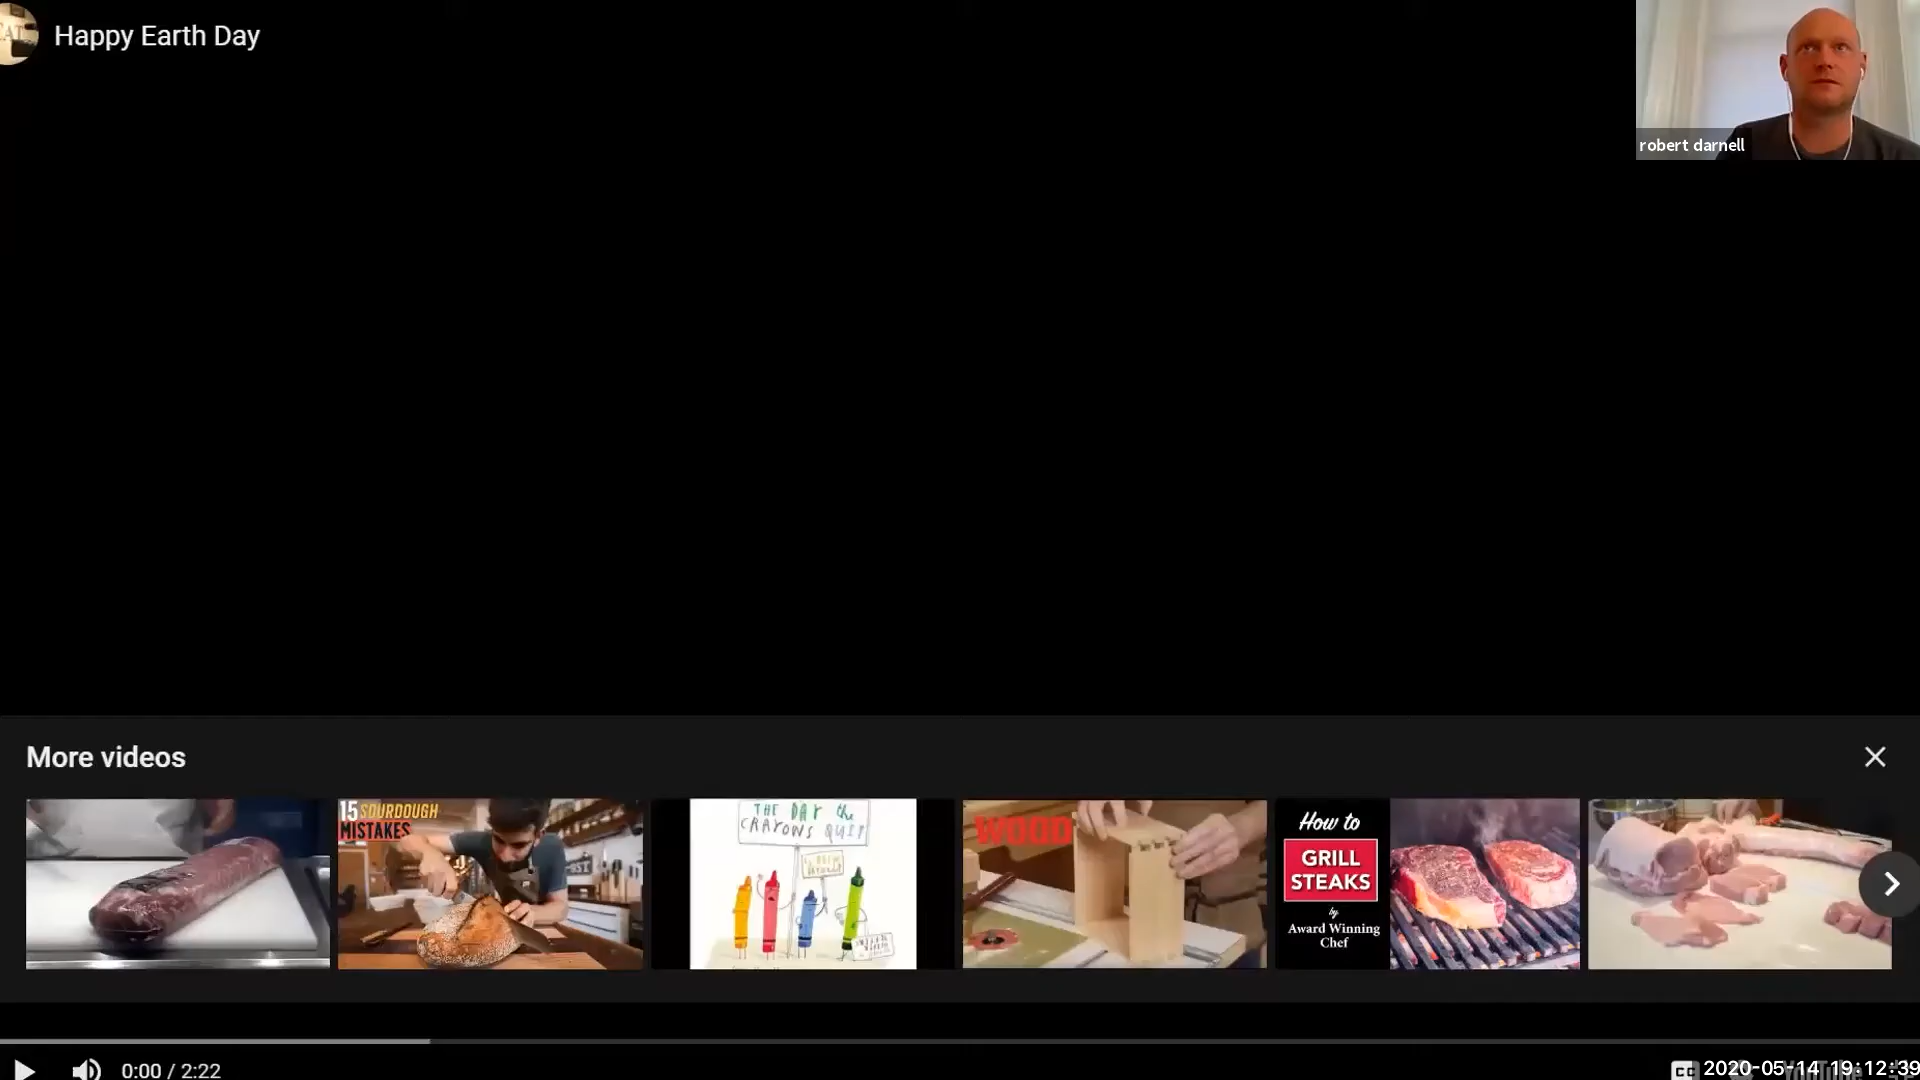 Happy Earth Day
robert darnell
More videos
15 SOURDOUGH
MISTAKES
THE DAY the
CRAYONS QUIT
WOOD
How to
GRILL
STEAKS
by
Award Winning
Chef
0:00 / 2:22
CC
2020-05-14 19:12:39